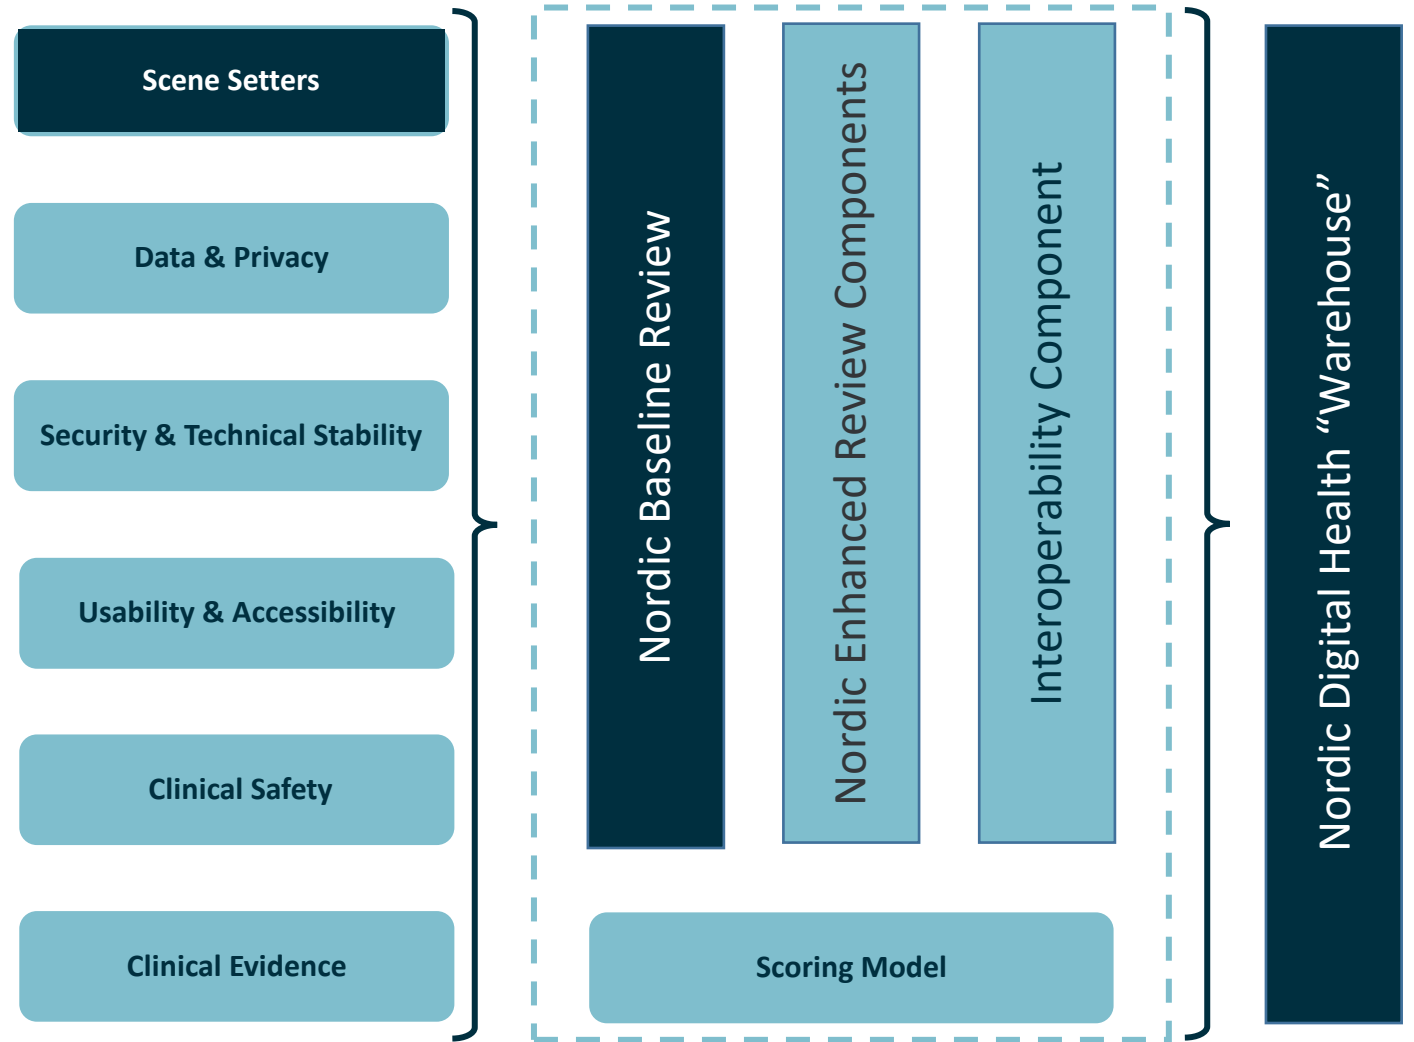 Scene Setters
Data & Privacy
Security & Technical Stability
Usability & Accessibility
Clinical Safety
Clinical Evidence
Nordic Baseline Review
Nordic Enhanced Review Components
Interoperability Component
Scoring Model
Nordic Digital Health “Warehouse”